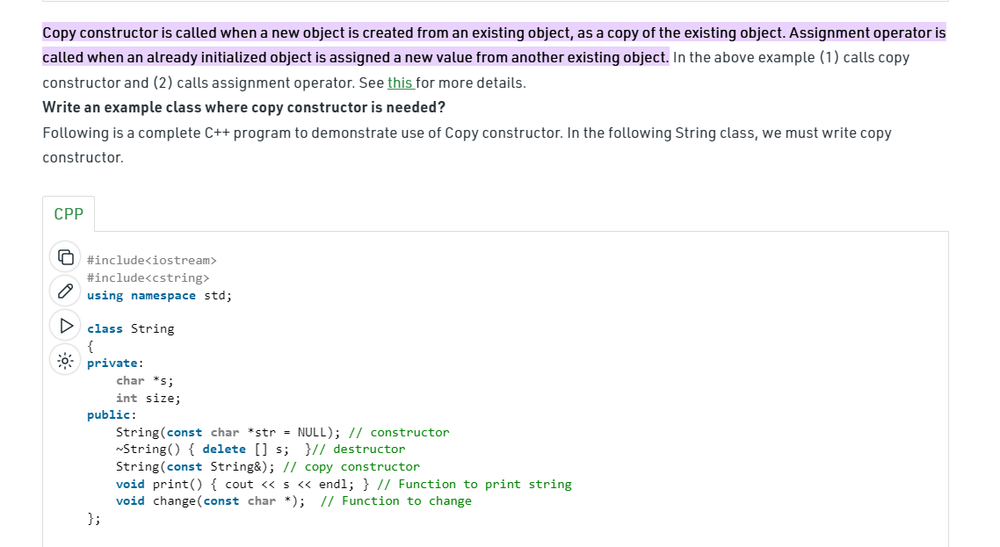 Copy constructor is called when a new object is created from an existing object, as a copy of the existing object. Assignment operator is
called when an already initialized object is assigned a new value from another existing object. In the above example (1) calls copy
constructor and (2) calls assignment operator. See this for more details.
Write an example class where copy constructor is needed?
Following is a complete C++ program to demonstrate use of Copy constructor. In the following String class, we must write copy
constructor.
CPP
#include<iostream>
#include<cstring>
using namespace std;
class String
{
private:
    char *s;
    int size;
public:
    String(const char *str = NULL); // constructor
    ~String() { delete [] s;  }// destructor
    String(const String&); // copy constructor
    void print() { cout << s << endl; } // Function to print string
    void change(const char *);  // Function to change
};